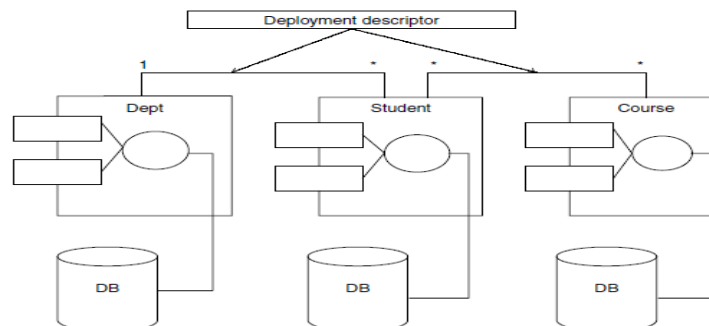 Deployment descriptor
1 * * *
Dept Student Course
DB DB DB